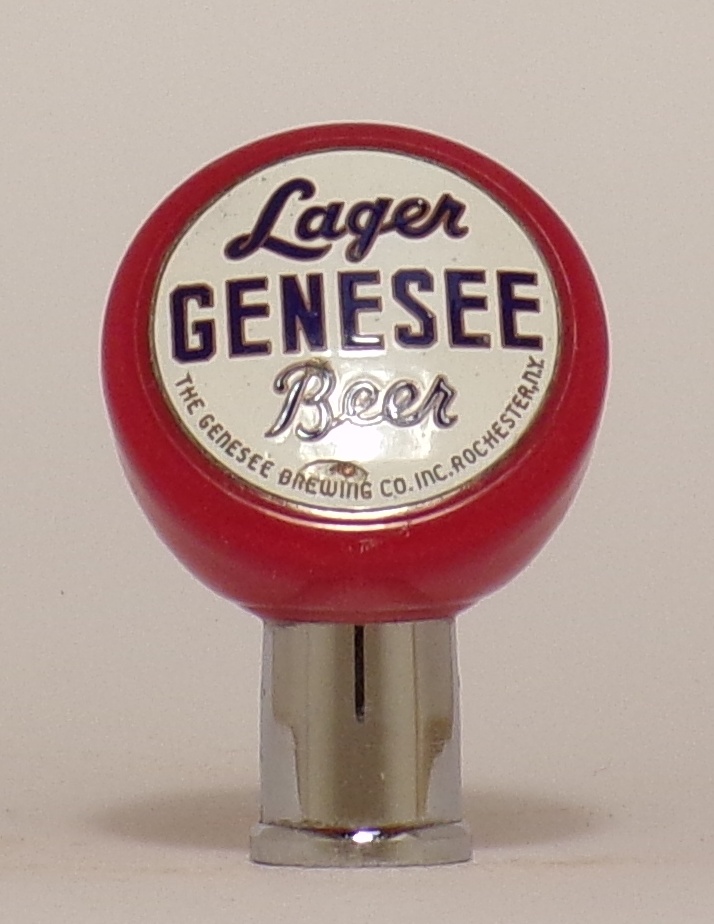 Lager
GENESEE
Beer
THE GENESEE BREWING CO. INC. ROCHESTER, N.Y.